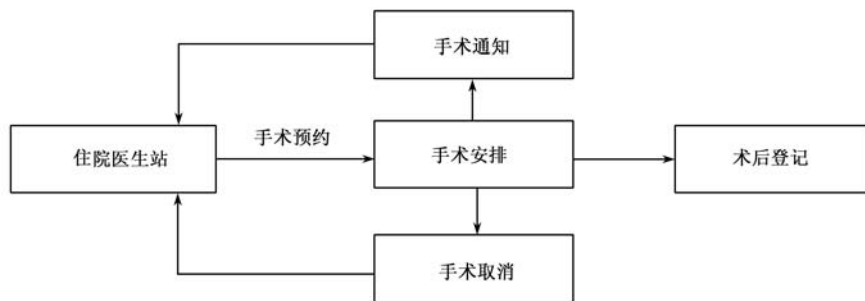 手术通知
住院医生站
手术预约
手术安排
术后登记
手术取消